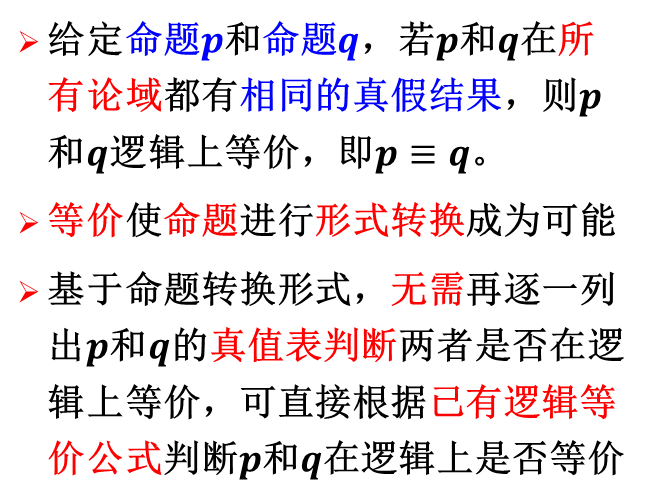 ➢ 给定命题p和命题q，若p和q在所
有论域都有相同的真假结果，则p
和q逻辑上等价，即p ≡ q。
➢ 等价使命题进行形式转换成为可能
➢ 基于命题转换形式，无需再逐一列
出p和q的真值表判断两者是否在逻
辑上等价，可直接根据已有逻辑等
价公式判断p和q在逻辑上是否等价